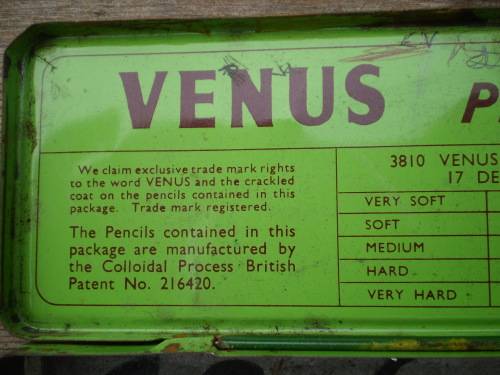 VENUS
We claim exclusive trade mark rights
to the word VENUS and the crackled
coat on the pencils contained in this
package. Trade mark registered.
The Pencils contained in this
package are manufactured by
the Colloidal Process British
Patent No. 216420.
3810 VENUS
17 DE
VERY SOFT
SOFT
MEDIUM
HARD
VERY HARD